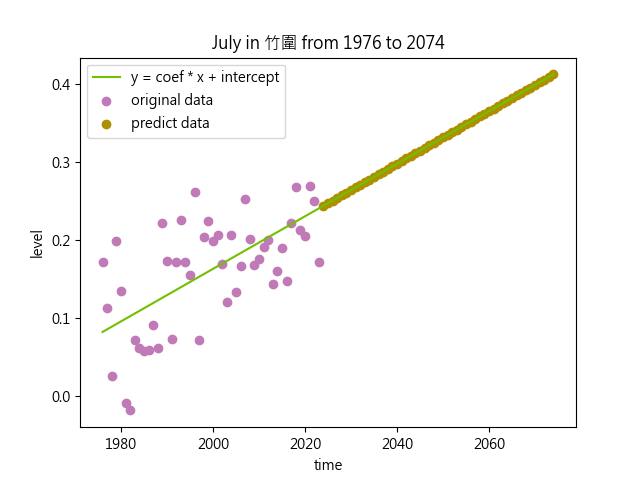 July in 竹圍 from 1976 to 2074
y = coef * x + intercept
original data
predict data
0.4
0.3
0.2
0.1
0.0
level
1980
2000
2020
2040
2060
time